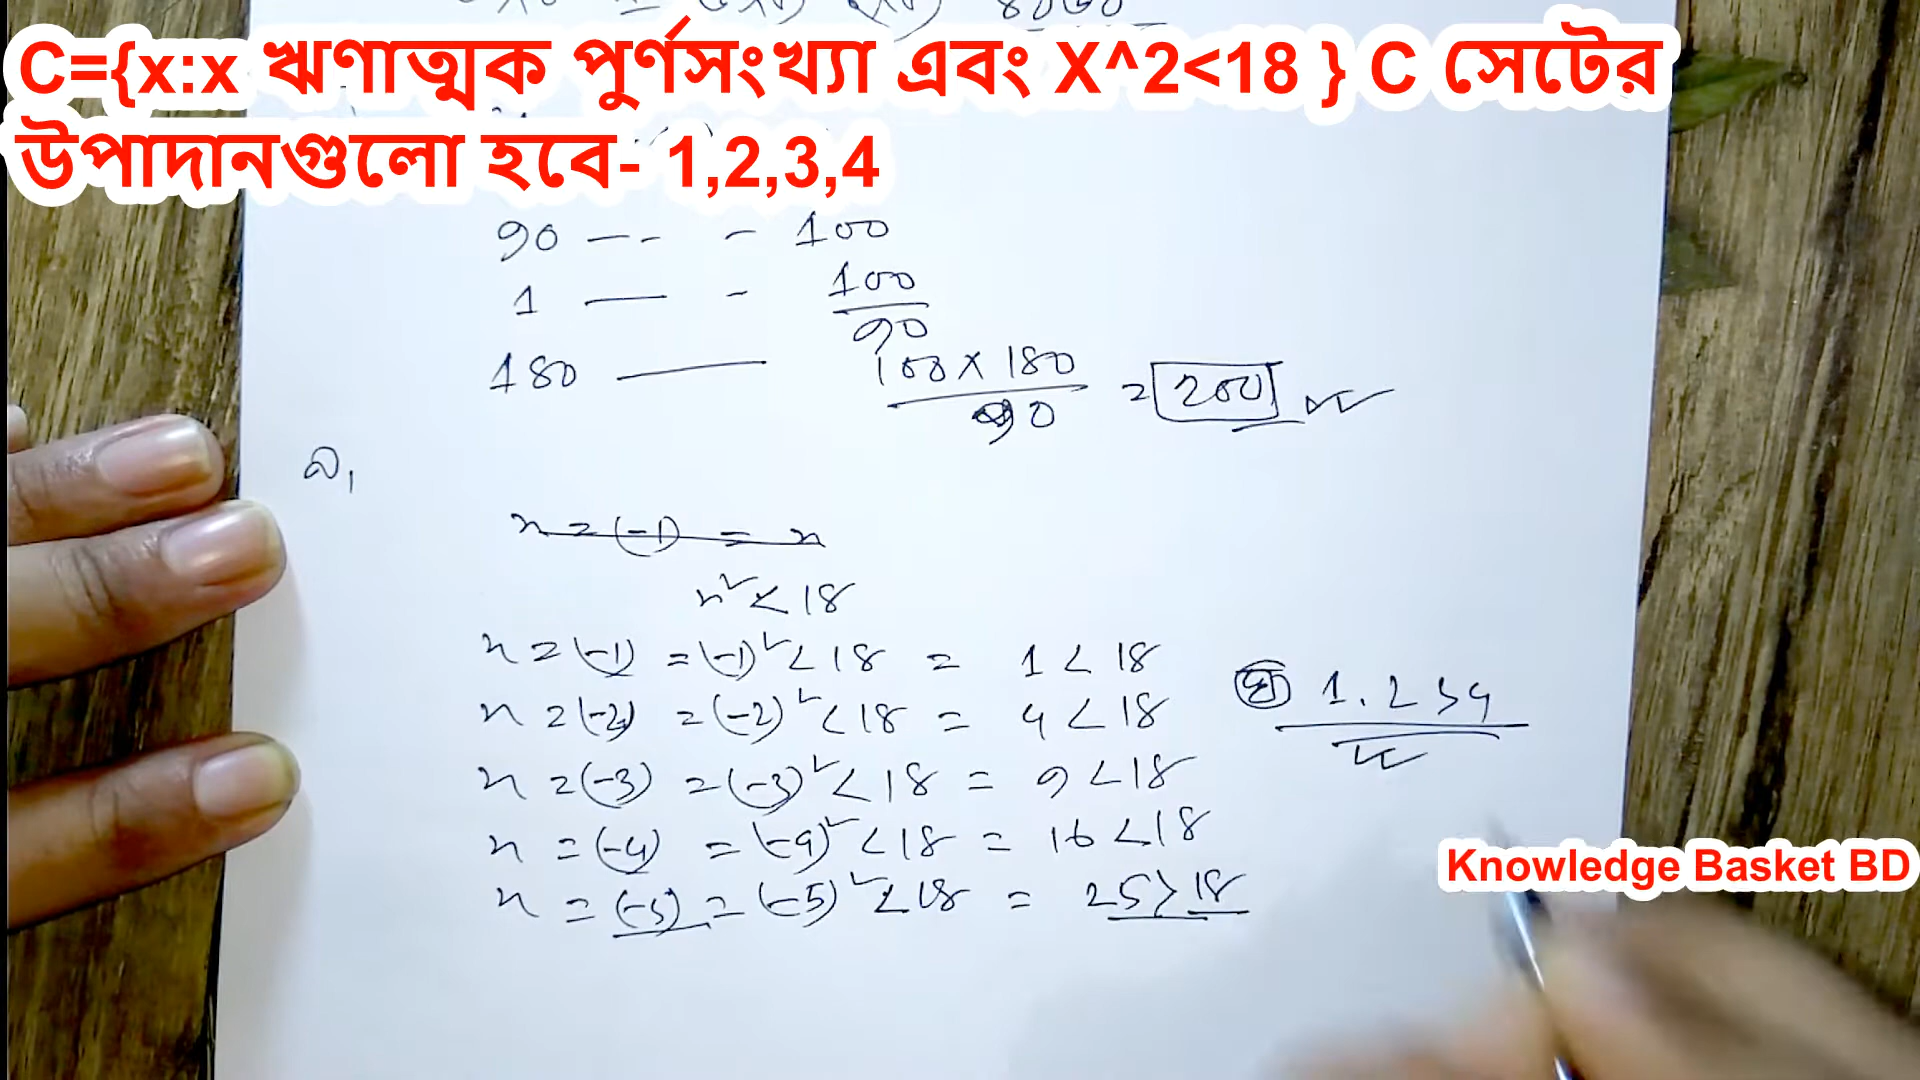 C={x:x ঋণাত্মক পুর্ণসংখ্যা এবং X^2<18 } C সেটের
উপাদানগুলো হবে- 1,2,3,4
90 — - - 100
1 — - 100/90
180 — 100 × 180/90 = 200
৯।
x = (-1) = x
x² < 18
x = (-1) = (-1)² < 18 = 1 < 18
x = (-2) = (-2)² < 18 = 4 < 18
ঘ 1.2 3 4
x = (-3) = (-3)² < 18 = 9 < 18
x = (-4) = (-4)² < 18 = 16 < 18
x = (-5) = (-5)² < 18 = 25 > 18
Knowledge Basket BD